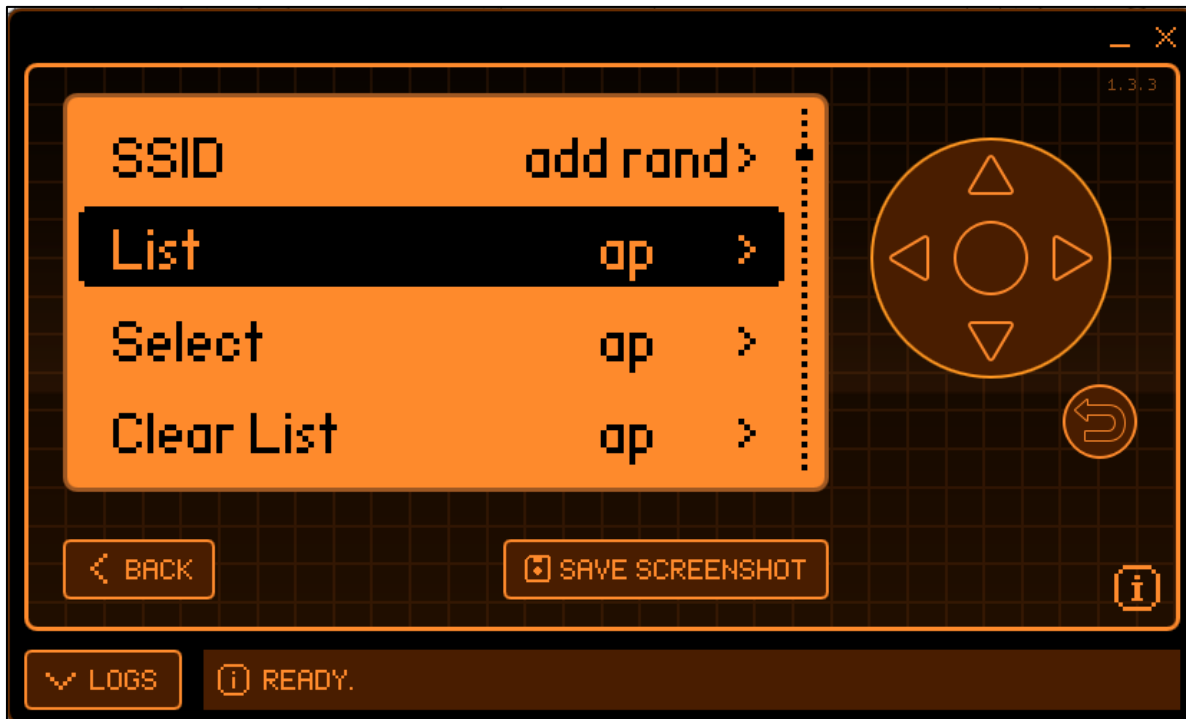 1.3.3
SSID add rand >
List ap >
Select ap >
Clear List ap >
< BACK
SAVE SCREENSHOT
LOGS
READY.